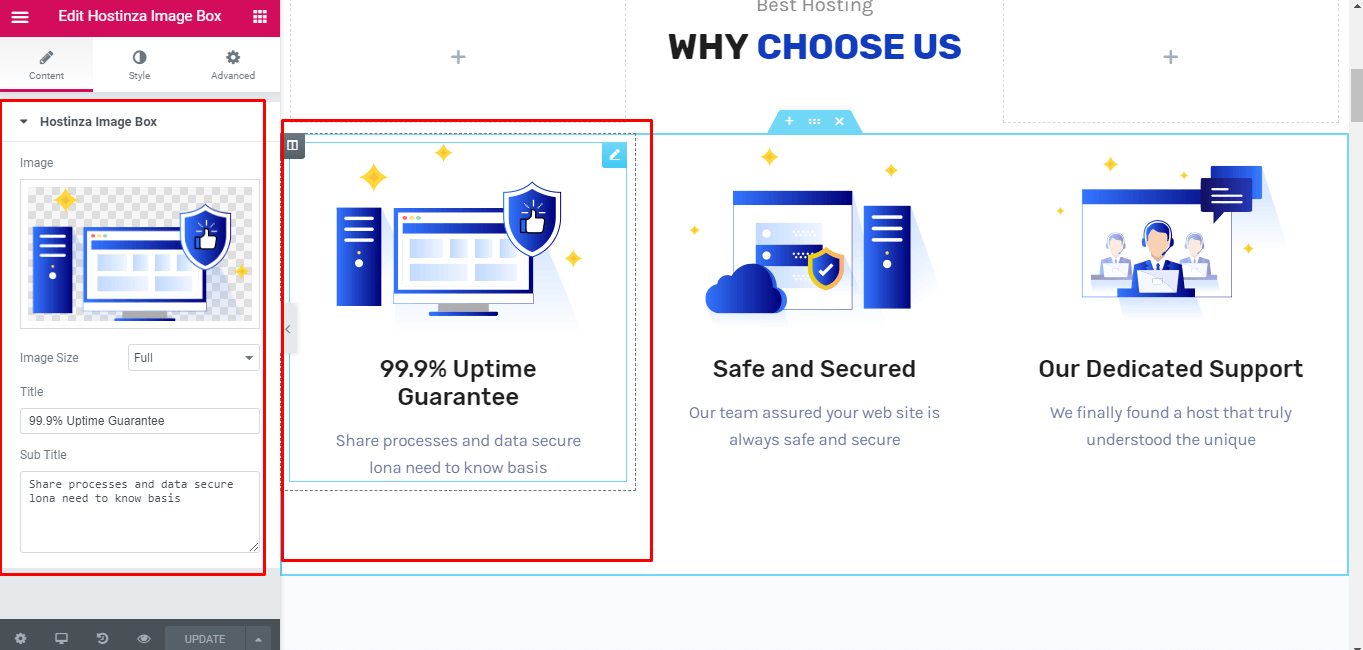 Edit Hostinza Image Box
Content
Style
Advanced
Hostinza Image Box
Image
Image Size
Full
Title
99.9% Uptime Guarantee
Sub Title
Share processes and data secure
lona need to know basis
UPDATE
Best Hosting
WHY CHOOSE US
99.9% Uptime
Guarantee
Share processes and data secure
lona need to know basis
Safe and Secured
Our team assured your web site is
always safe and secure
Our Dedicated Support
We finally found a host that truly
understood the unique